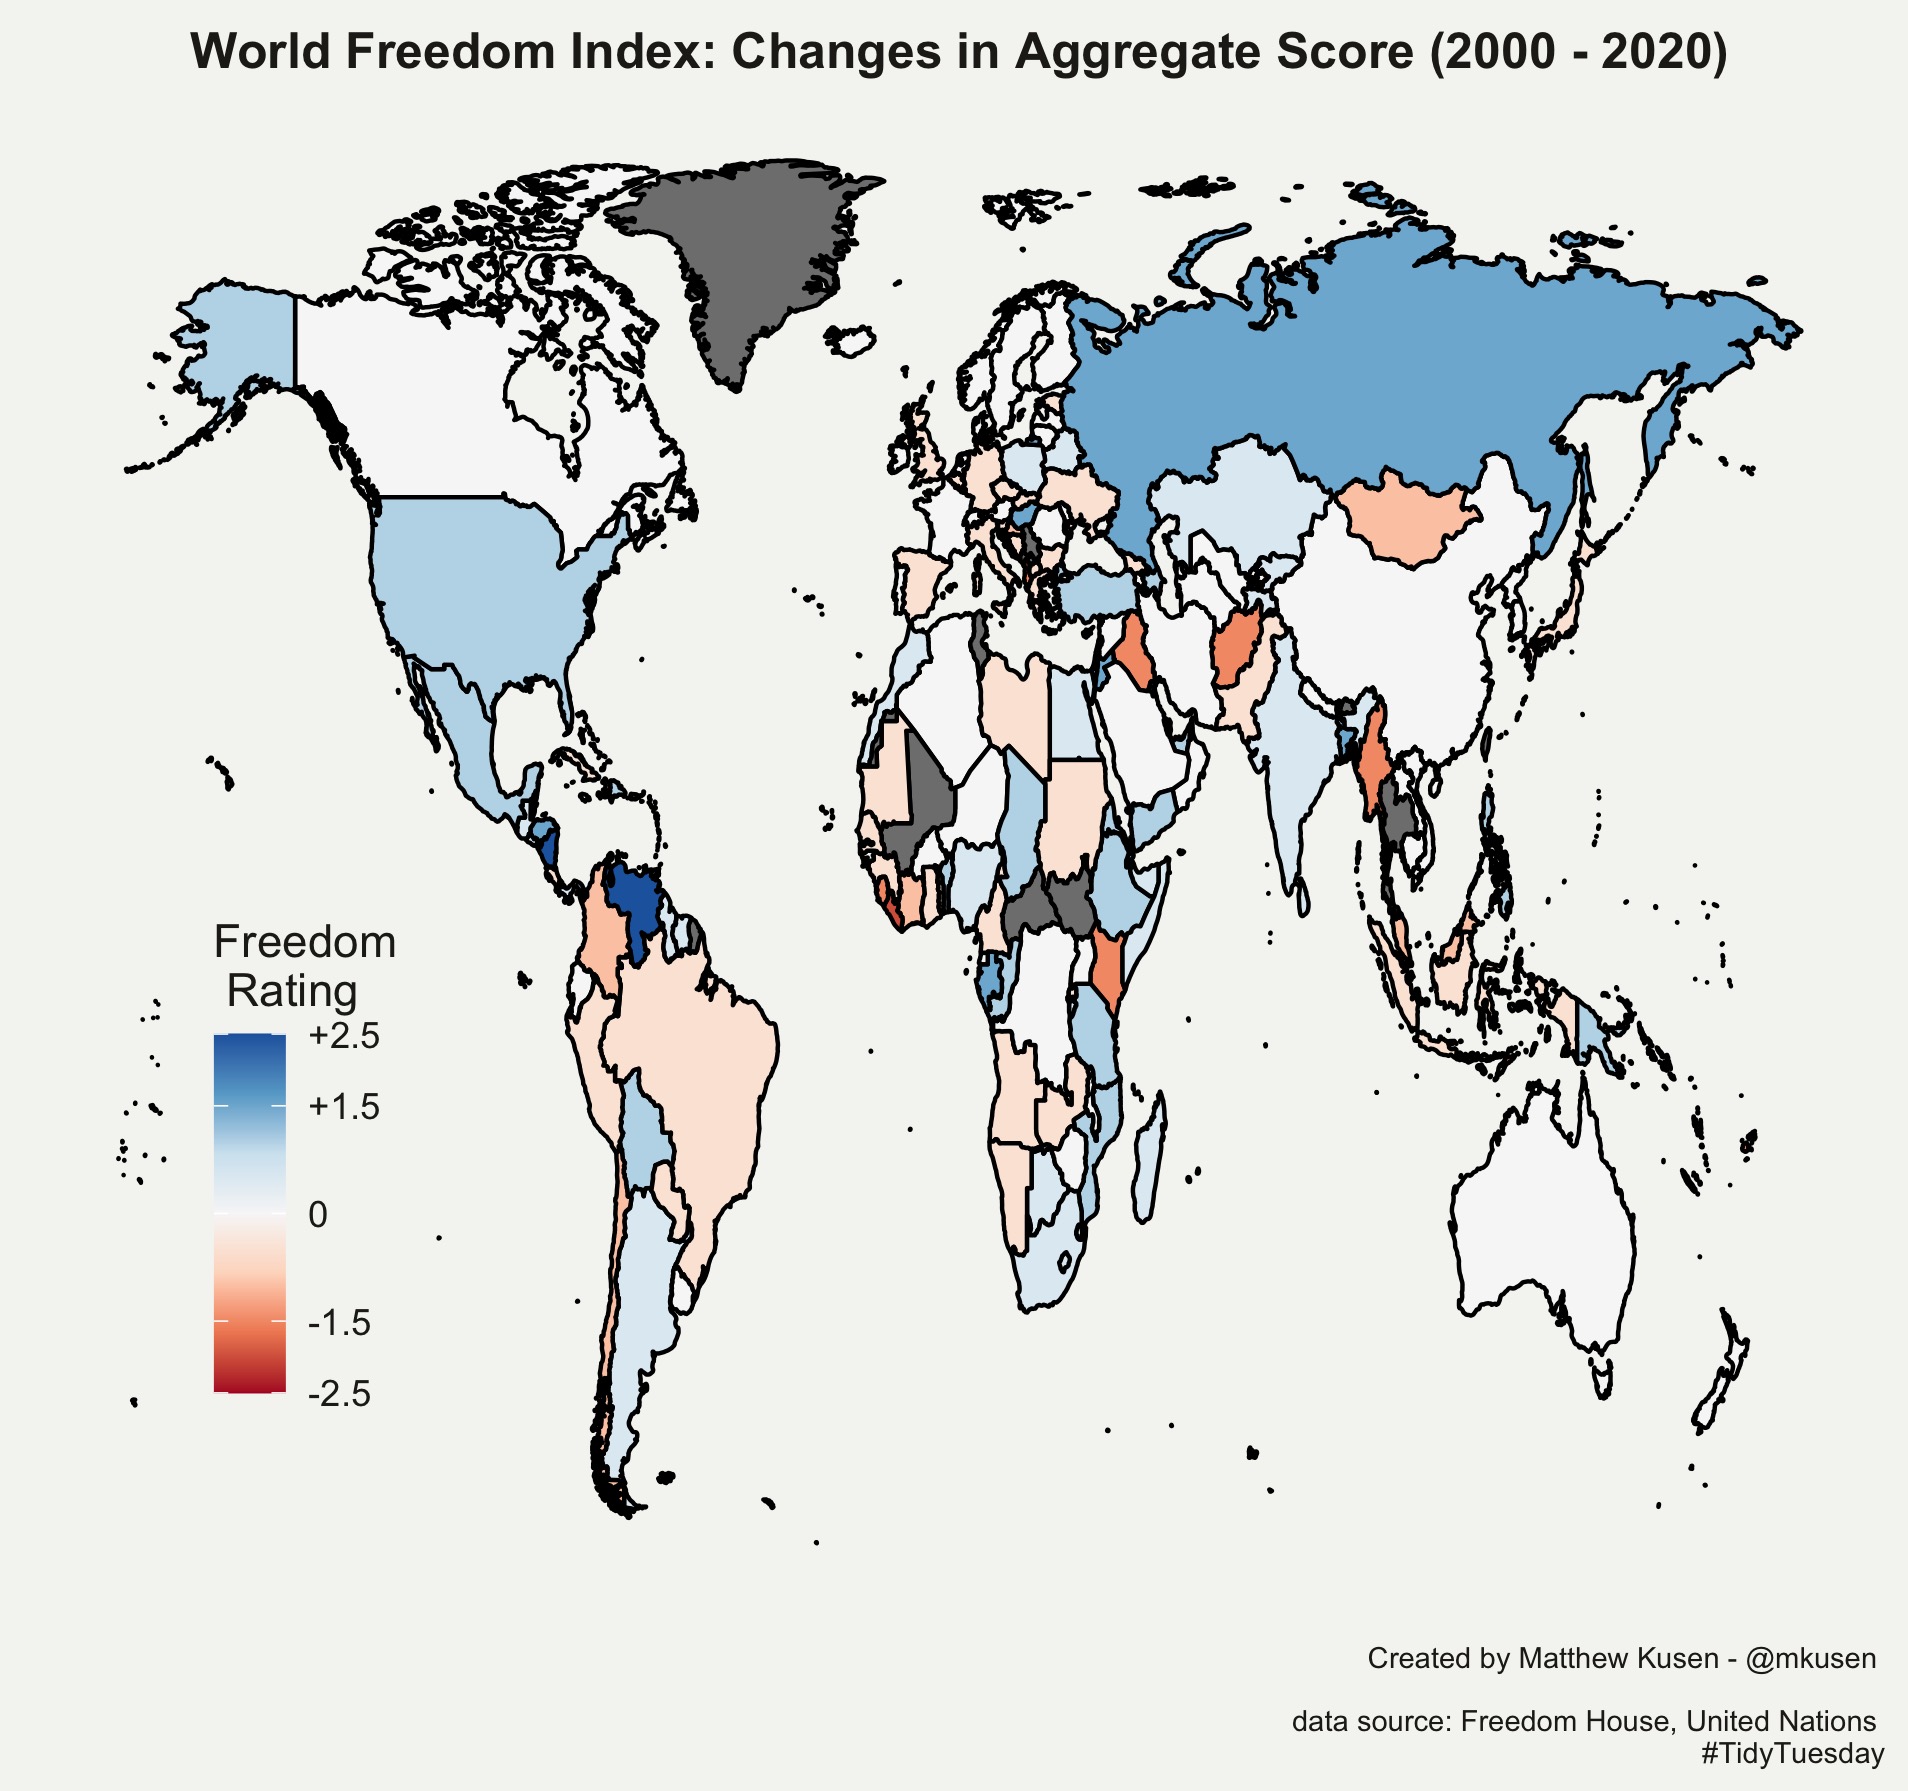 World Freedom Index: Changes in Aggregate Score (2000 - 2020)
Freedom
Rating
+2.5
+1.5
0
-1.5
-2.5
Created by Matthew Kusen - @mkusen
data source: Freedom House, United Nations
#TidyTuesday